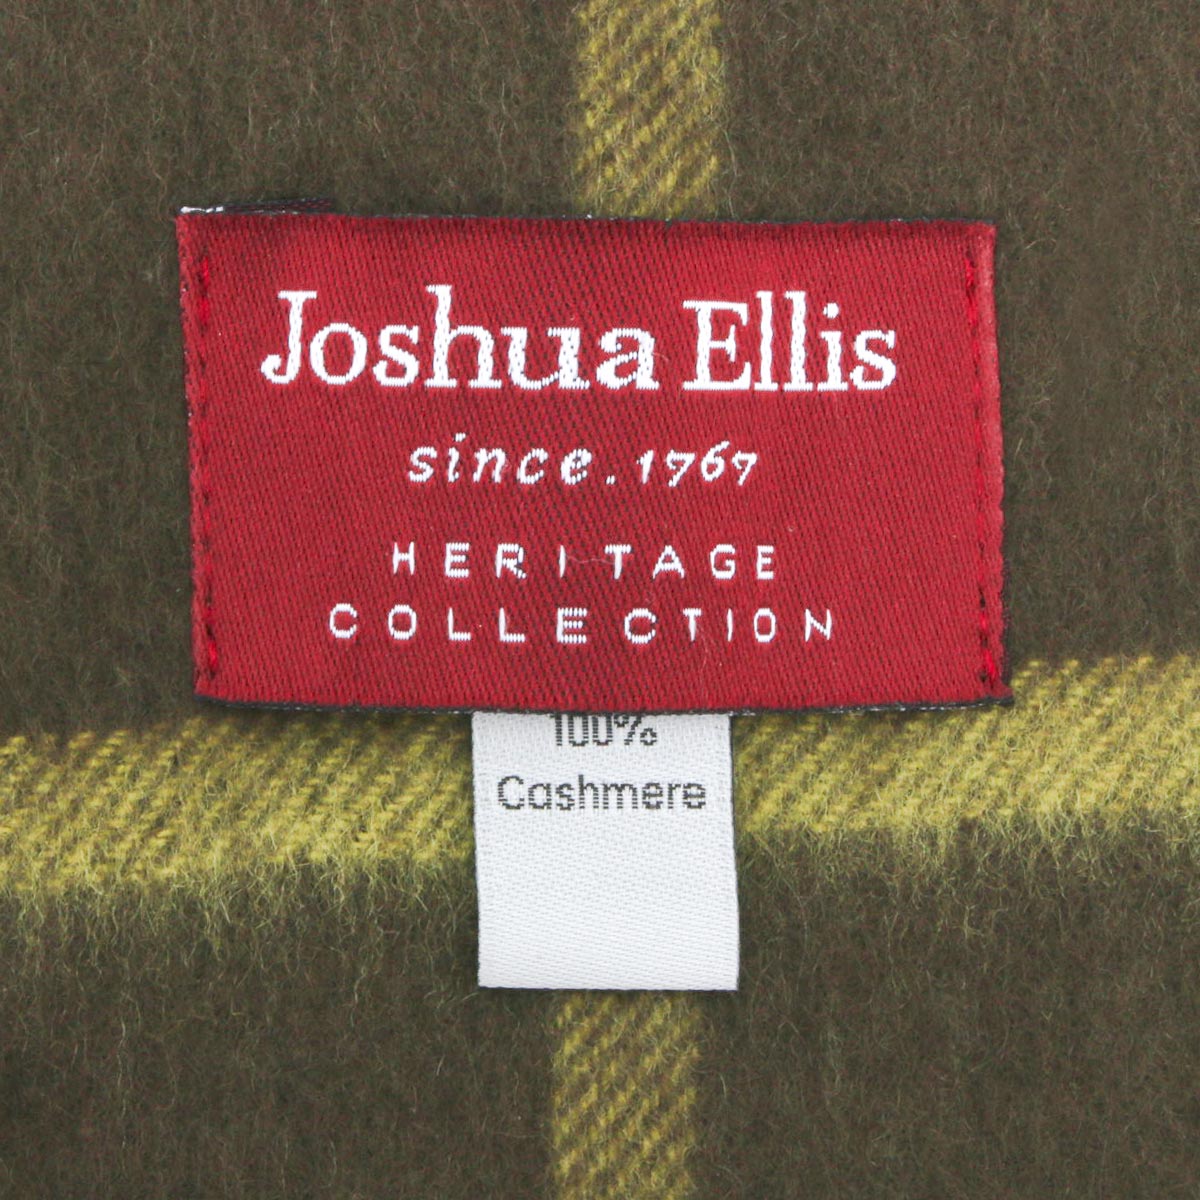 Joshua Ellis
since.1767
HERITAGE
COLLECTION
100%
Cashmere